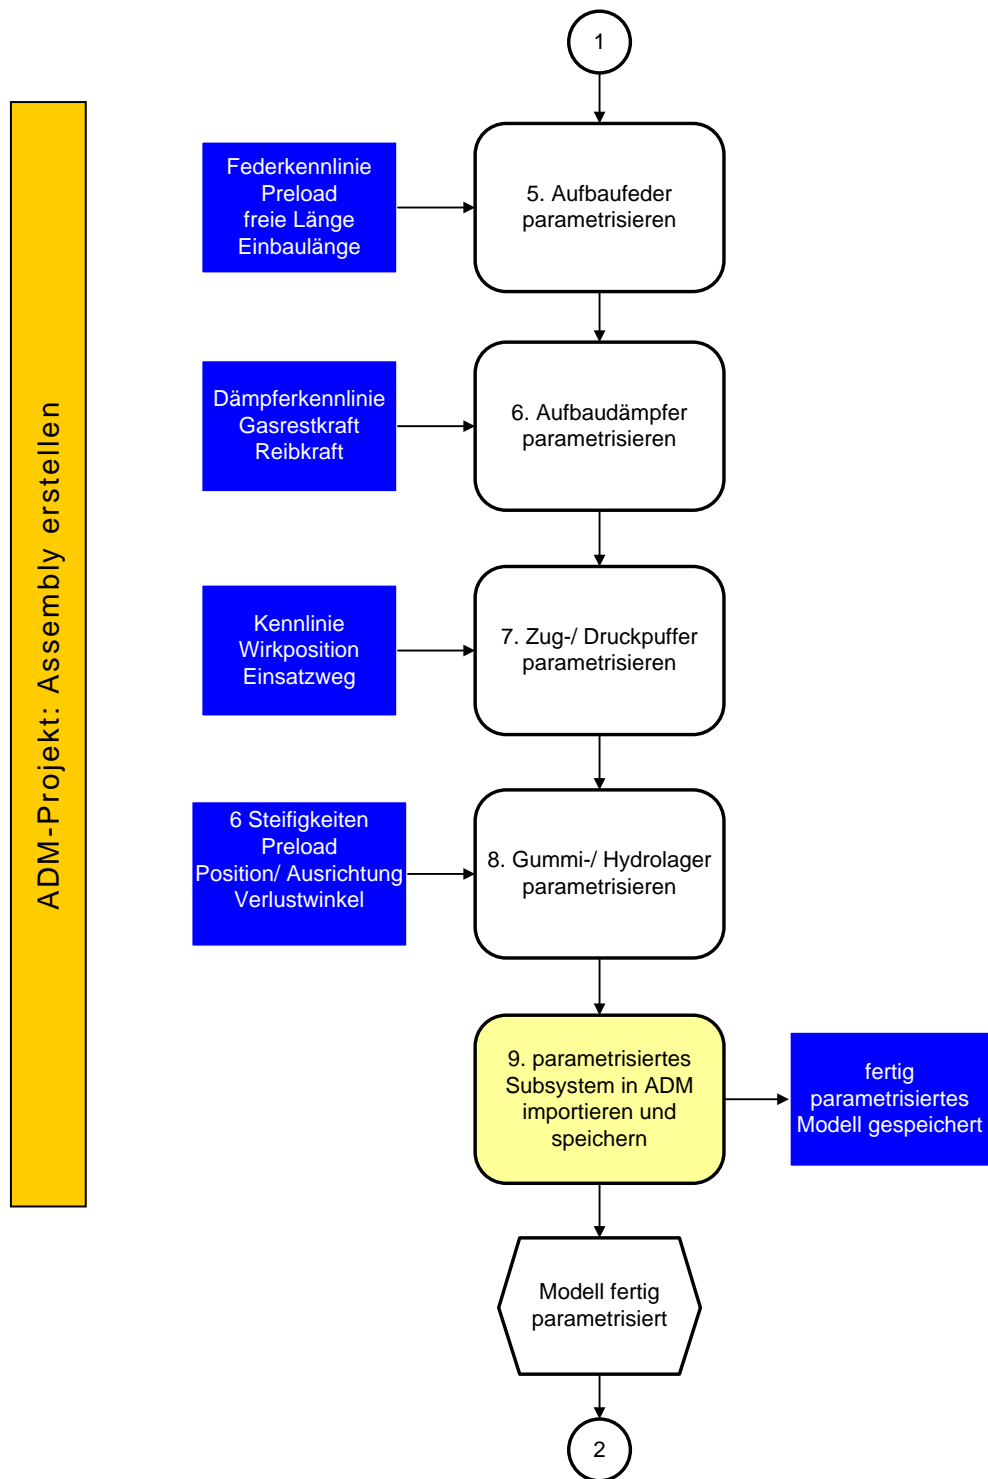 1
ADM-Projekt: Assembly erstellen
Federkennlinie
Preload
freie Länge
Einbaulänge
5. Aufbaufeder
parametrisieren
Dämpferkennlinie
Gasrestkraft
Reibkraft
6. Aufbaudämpfer
parametrisieren
Kennlinie
Wirkposition
Einsatzweg
7. Zug-/ Druckpuffer
parametrisieren
6 Steifigkeiten
Preload
Position/ Ausrichtung
Verlustwinkel
8. Gummi-/ Hydrolager
parametrisieren
9. parametrisiertes
Subsystem in ADM
importieren und
speichern
fertig
parametrisiertes
Modell gespeichert
Modell fertig
parametrisiert
2